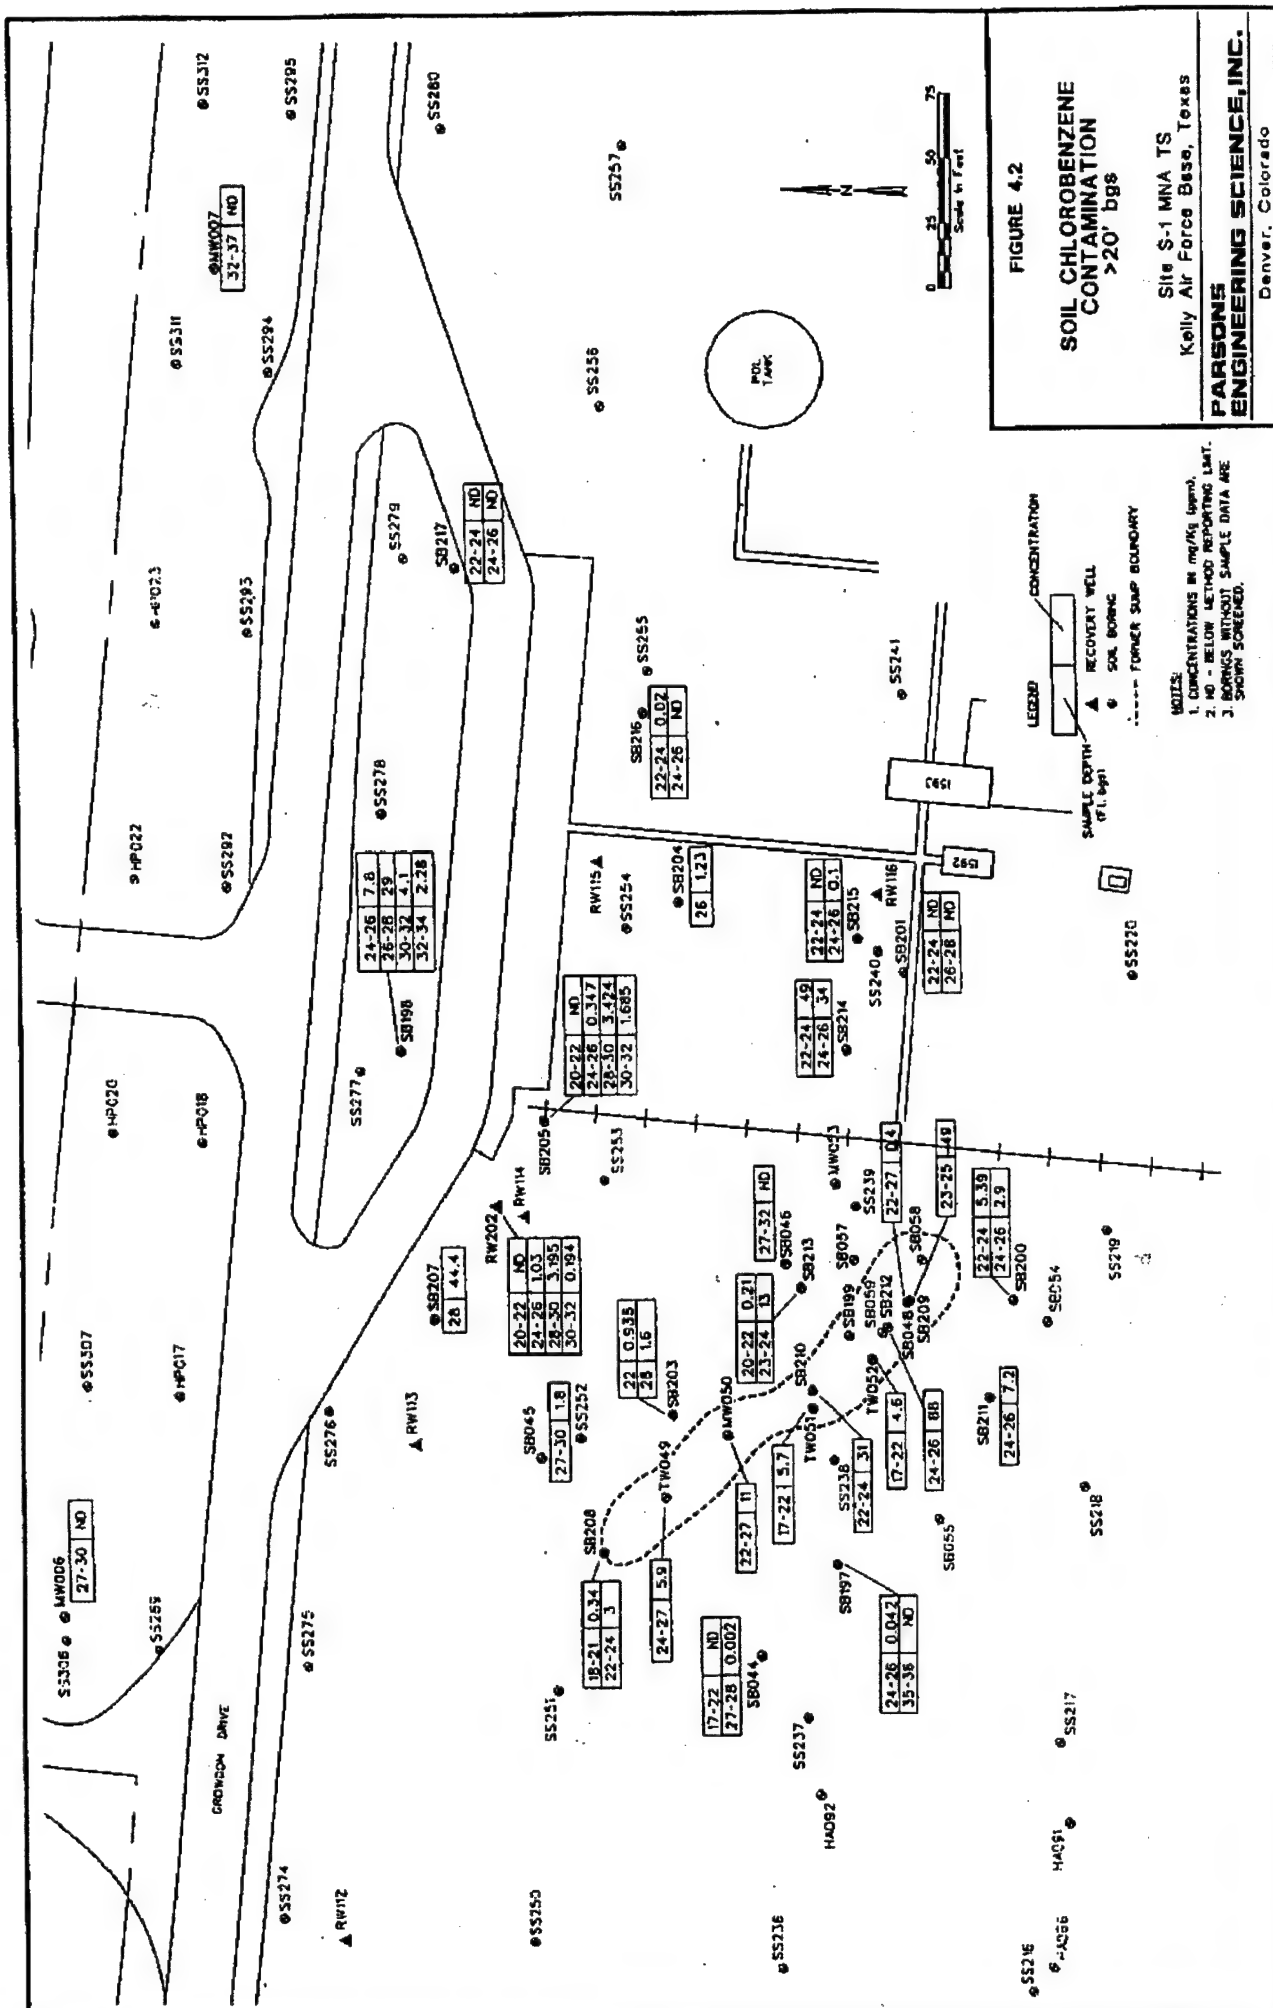 SS312
SS295
SS280
MW007
32-37 ND
SS257
SS311
SS294
SS256
POL
TANK
N
0 25 50 75
Scale in Feet
FIGURE 4.2
SOIL CHLOROBENZENE
CONTAMINATION
>20' bgs
Site S-1 MNA TS
Kelly Air Force Base, Texas
PARSONS
ENGINEERING SCIENCE, INC.
Denver, Colorado
SS293
SS279
SB217
22-24 ND
24-26 ND
SS255
SB216
22-24 0.02
24-26 ND
SS241
1593
1592
LEGEND
SAMPLE DEPTH
(Ft. bgs)
CONCENTRATION
RECOVERY WELL
SOIL BORING
FORMER SUMP BOUNDARY
NOTES:
1. CONCENTRATIONS IN mg/Kg (ppm).
2. ND - BELOW METHOD REPORTING LIMIT.
3. BORINGS WITHOUT SAMPLE DATA ARE
SHOWN SCREENED.
HP022
SS292
SS278
24-26 7.8
26-28 29
30-32 4.1
32-34 2.28
SB198
RW115
SS254
SB204
26 1.23
22-24 ND
24-26 0.1
SB215
RW116
SS240
SB201
22-24 ND
26-28 ND
SS220
20-22 ND
24-26 0.347
28-30 3.424
30-32 1.685
SB205
22-24 49
24-26 34
SB214
HP020
HP018
SS277
SS253
RW114
RW202
20-22 ND
24-26 1.03
28-30 3.195
30-32 0.194
SB207
28 44.4
27-32 ND
SB046
MW053
SS239
22-27 0.4
23-25 49
SB057
SB058
SB213
20-22 0.21
23-24 13
22-24 5.39
24-26 2.9
SB200
SB054
SS219
SB199
SB059
SB212
SB048
SB209
22 0.935
28 1.6
SB203
SS307
HP017
SS276
RW113
SB045
27-30 1.8
SS252
MW050
22-27 11
SB210
TW051
17-22 5.7
TW052
17-22 4.6
24-26 88
SS238
22-24 31
SB211
24-26 7.2
SS218
SB055
TW049
24-27 5.9
SB208
18-21 0.34
22-24 3
MW006
27-30 ND
SS306
SS269
SS275
SS251
17-22 ND
27-28 0.002
SB044
SB197
24-26 0.042
35-36 ND
SS237
SS217
HA092
HA091
GROWDON DRIVE
SS274
RW112
SS250
SS236
SS216